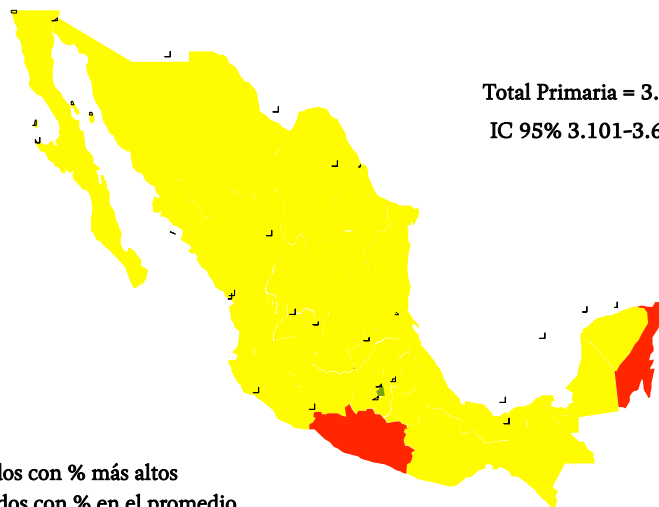 Total Primaria = 3.
IC 95% 3.101-3.6
dos con % más altos
dos con % en el promedio